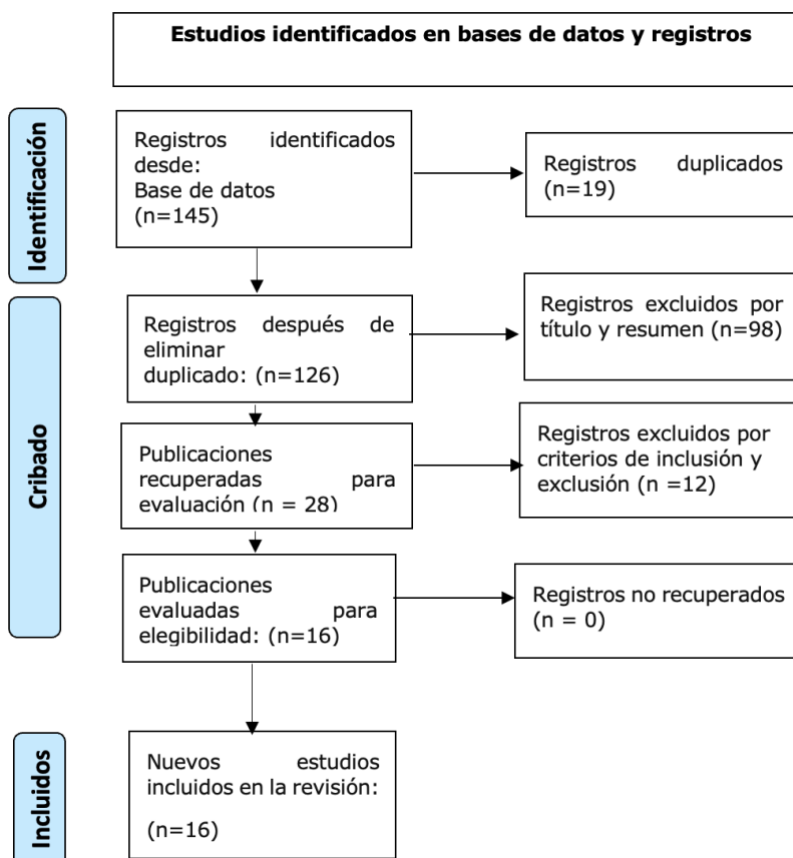 Estudios identificados en bases de datos y registros
Identificación
Registros identificados
desde:
Base de datos
(n=145)
Registros duplicados
(n=19)
Cribado
Registros después de
eliminar
duplicado: (n=126)
Registros excluidos por
título y resumen (n=98)
Publicaciones
recuperadas para
evaluación (n = 28)
Registros excluidos por
criterios de inclusión y
exclusión (n =12)
Publicaciones
evaluadas para
elegibilidad: (n=16)
Registros no recuperados
(n = 0)
Incluidos
Nuevos estudios
incluidos en la revisión:
(n=16)